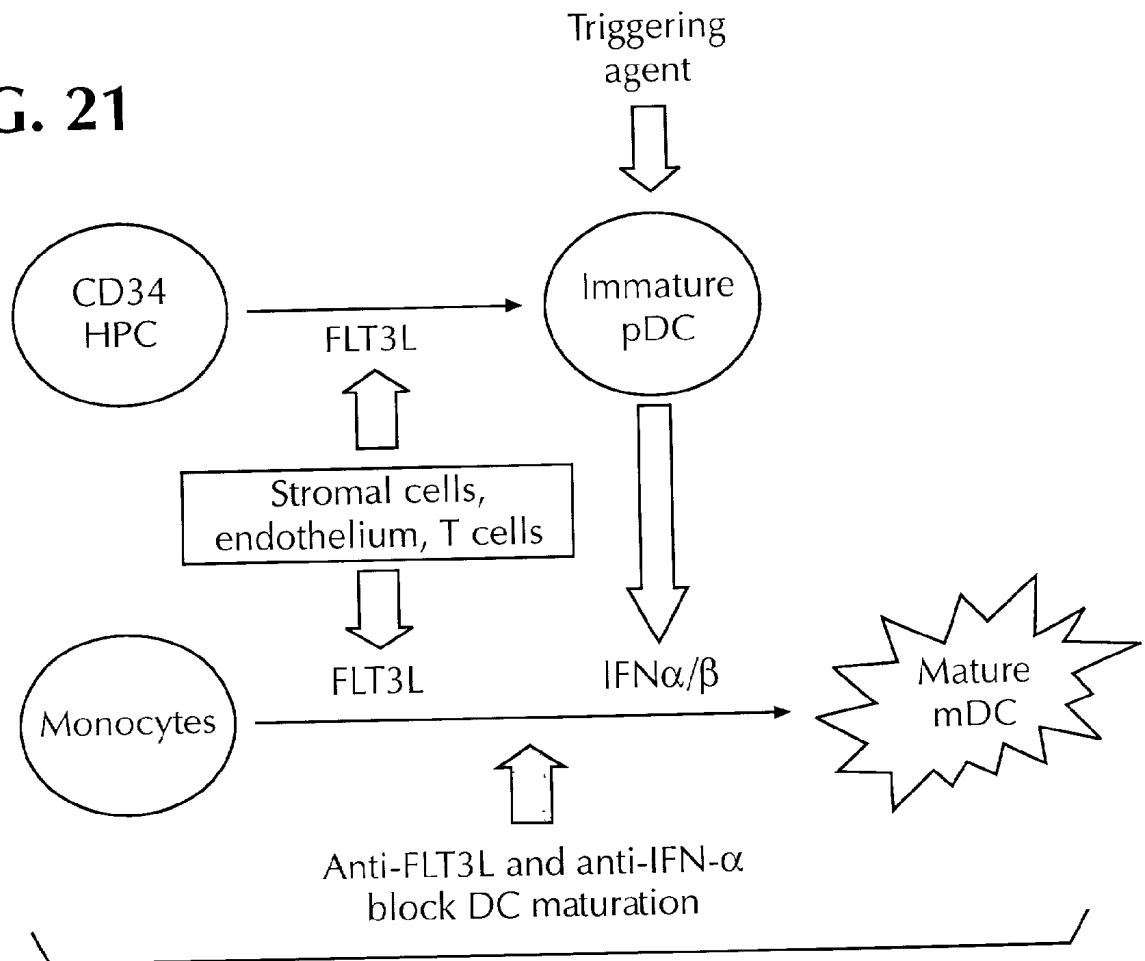 G. 21
Triggering
agent
CD34
HPC
FLT3L
Immature
pDC
Stromal cells,
endothelium, T cells
Monocytes
FLT3L
IFNα/β
Mature
mDC
Anti-FLT3L and anti-IFN-α
block DC maturation